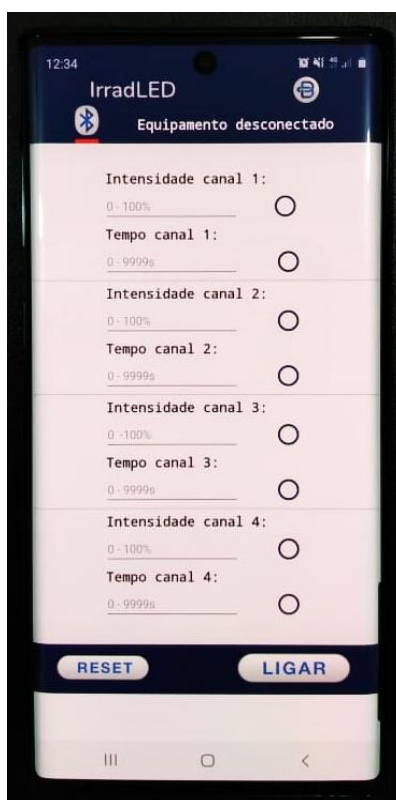 12:34
IrradLED
Equipamento desconectado
Intensidade canal 1:
0 - 100%
Tempo canal 1:
0 - 9999s
Intensidade canal 2:
0 - 100%
Tempo canal 2:
0 - 9999s
Intensidade canal 3:
0 -100%
Tempo canal 3:
0 - 9999s
Intensidade canal 4:
0 - 100%
Tempo canal 4:
0 - 9999s
RESET LIGAR